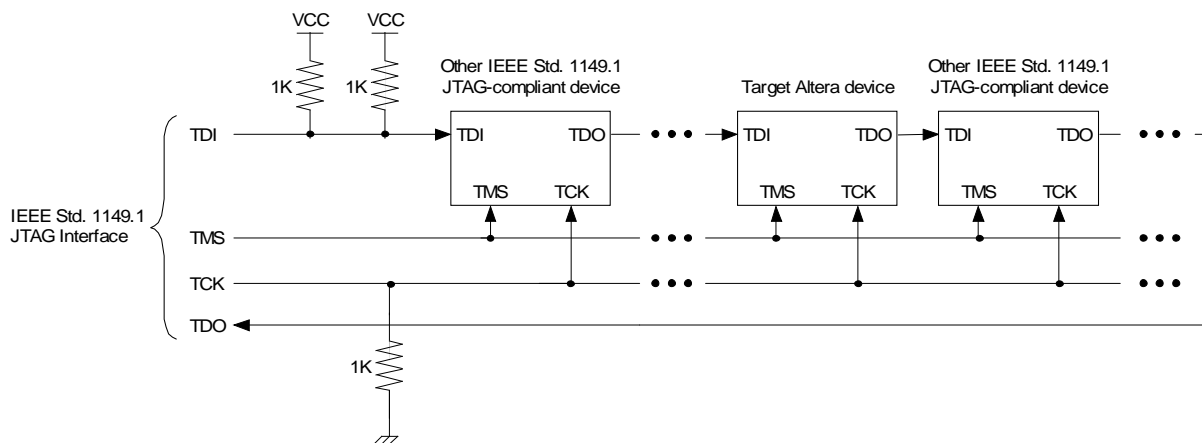 VCC
VCC
1K
1K
Other IEEE Std. 1149.1
JTAG-compliant device
Target Altera device
Other IEEE Std. 1149.1
JTAG-compliant device
TDI
TDI
TDO
TDI
TDO
TDI
TDO
TMS
TCK
TMS
TCK
TMS
TCK
IEEE Std. 1149.1
JTAG Interface
TMS
TCK
TDO
1K